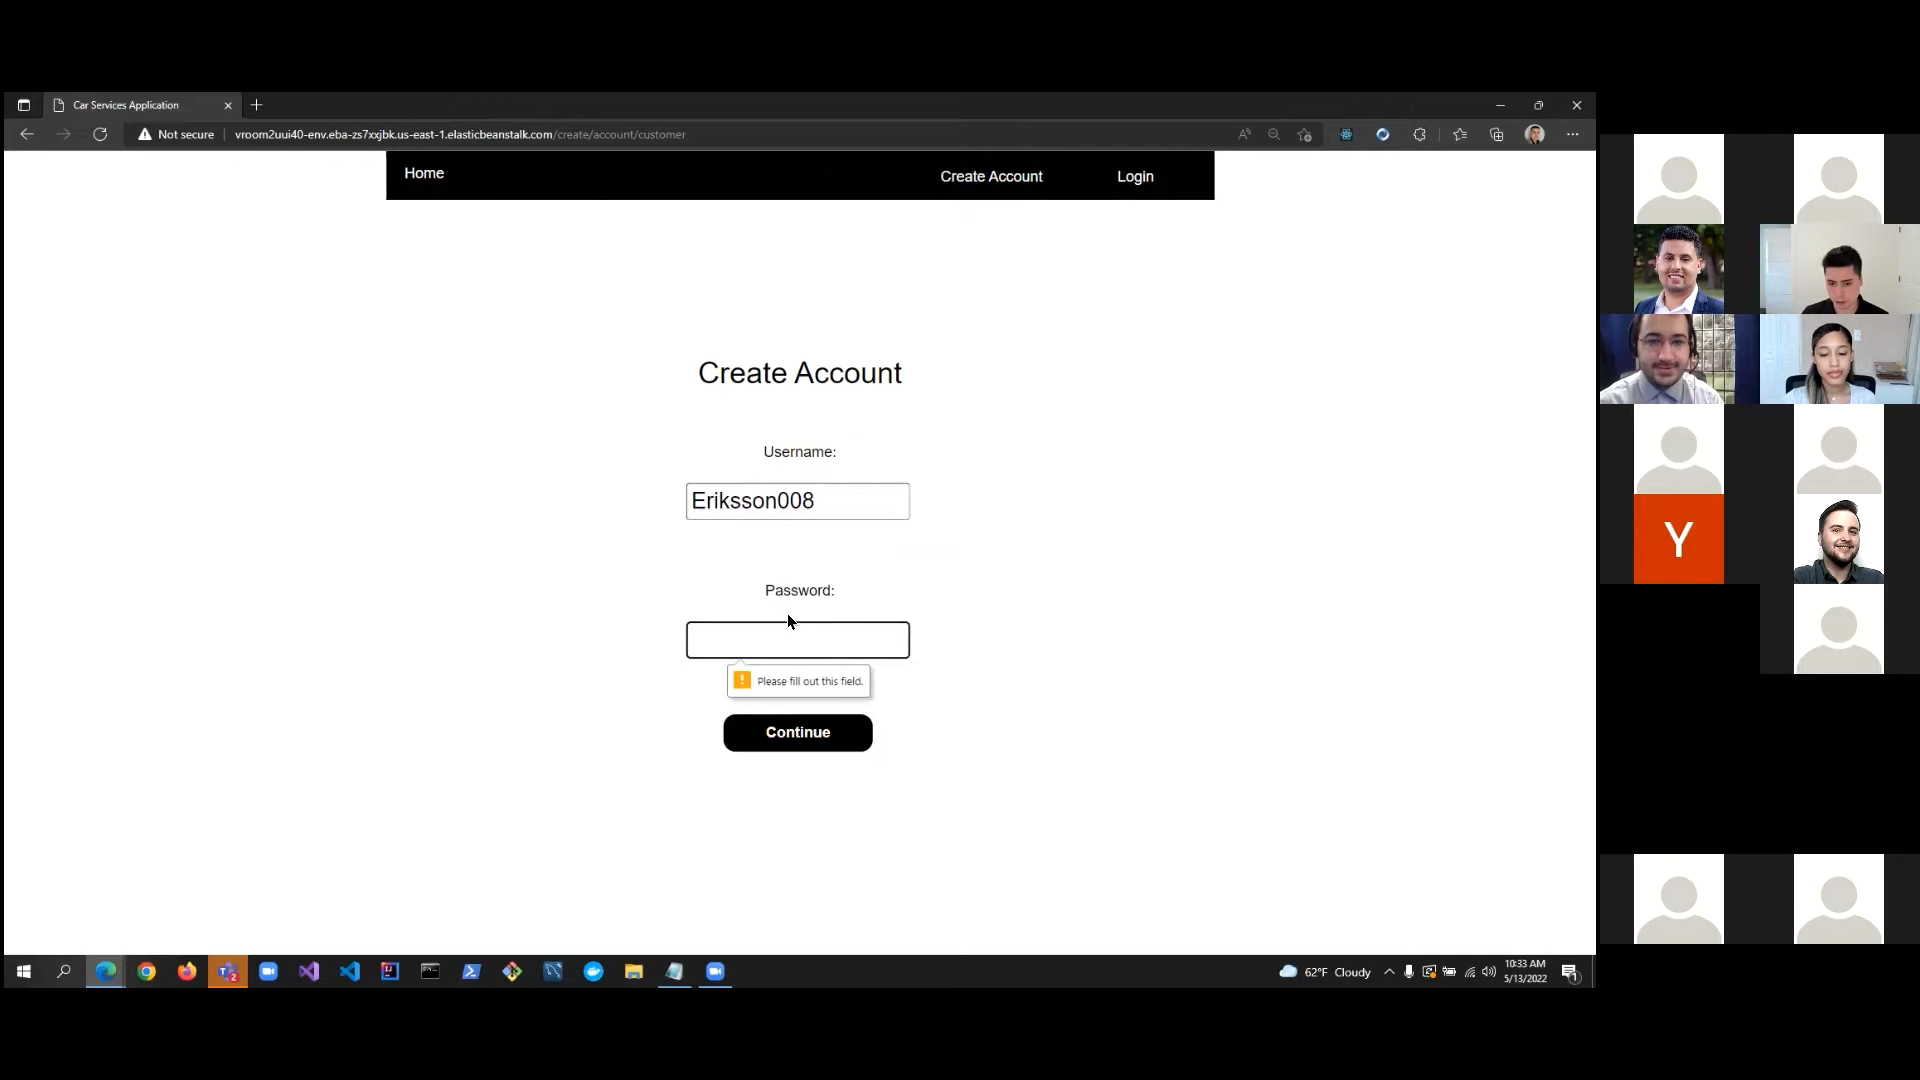 Car Services Application
Not secure
vroom2uui40-env.eba-zs7xxjbk.us-east-1.elasticbeanstalk.com/create/account/customer
Home
Create Account
Login
Create Account
Username:
Eriksson008
Password:
Please fill out this field.
Continue
Y
62°F Cloudy
10:33 AM
5/13/2022